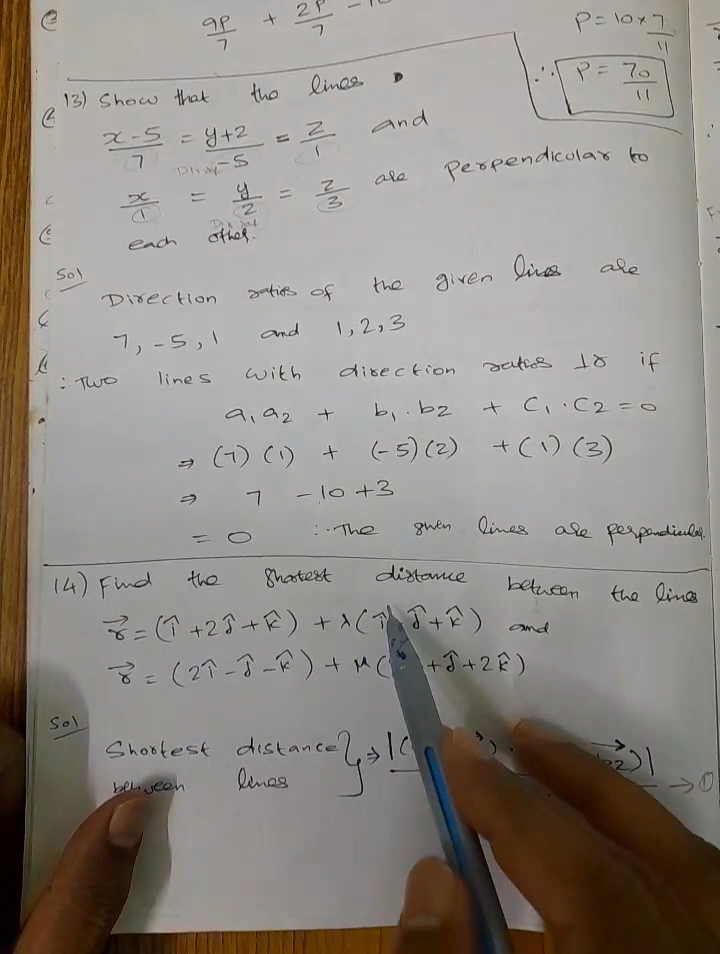 9P/7 + 2P/7
P = 10 × 7/11
∴ P = 70/11
13) Show that the lines
x-5/7 = y+2/-5 = z/1 and
x/1 = y/2 = z/3 are perpendicular to
each other.
Sol
Direction ratios of the given lines are
7, -5, 1 and 1, 2, 3
∴ Two lines with direction ratios ⊥r if
a1 a2 + b1 . b2 + C1 . C2 = 0
⇒ (7) (1) + (-5) (2) + (1) (3)
⇒ 7 - 10 + 3
= 0 ∴ The given lines are perpendicular.
14) Find the shortest distance between the lines
r⃗ = (î + 2ĵ + k̂) + λ(î ĵ + k̂) and
r⃗ = (2î - ĵ - k̂) + μ( + ĵ + 2k̂)
Sol
Shortest distance } ⇒ |( ) . b2)| → ①
between lines